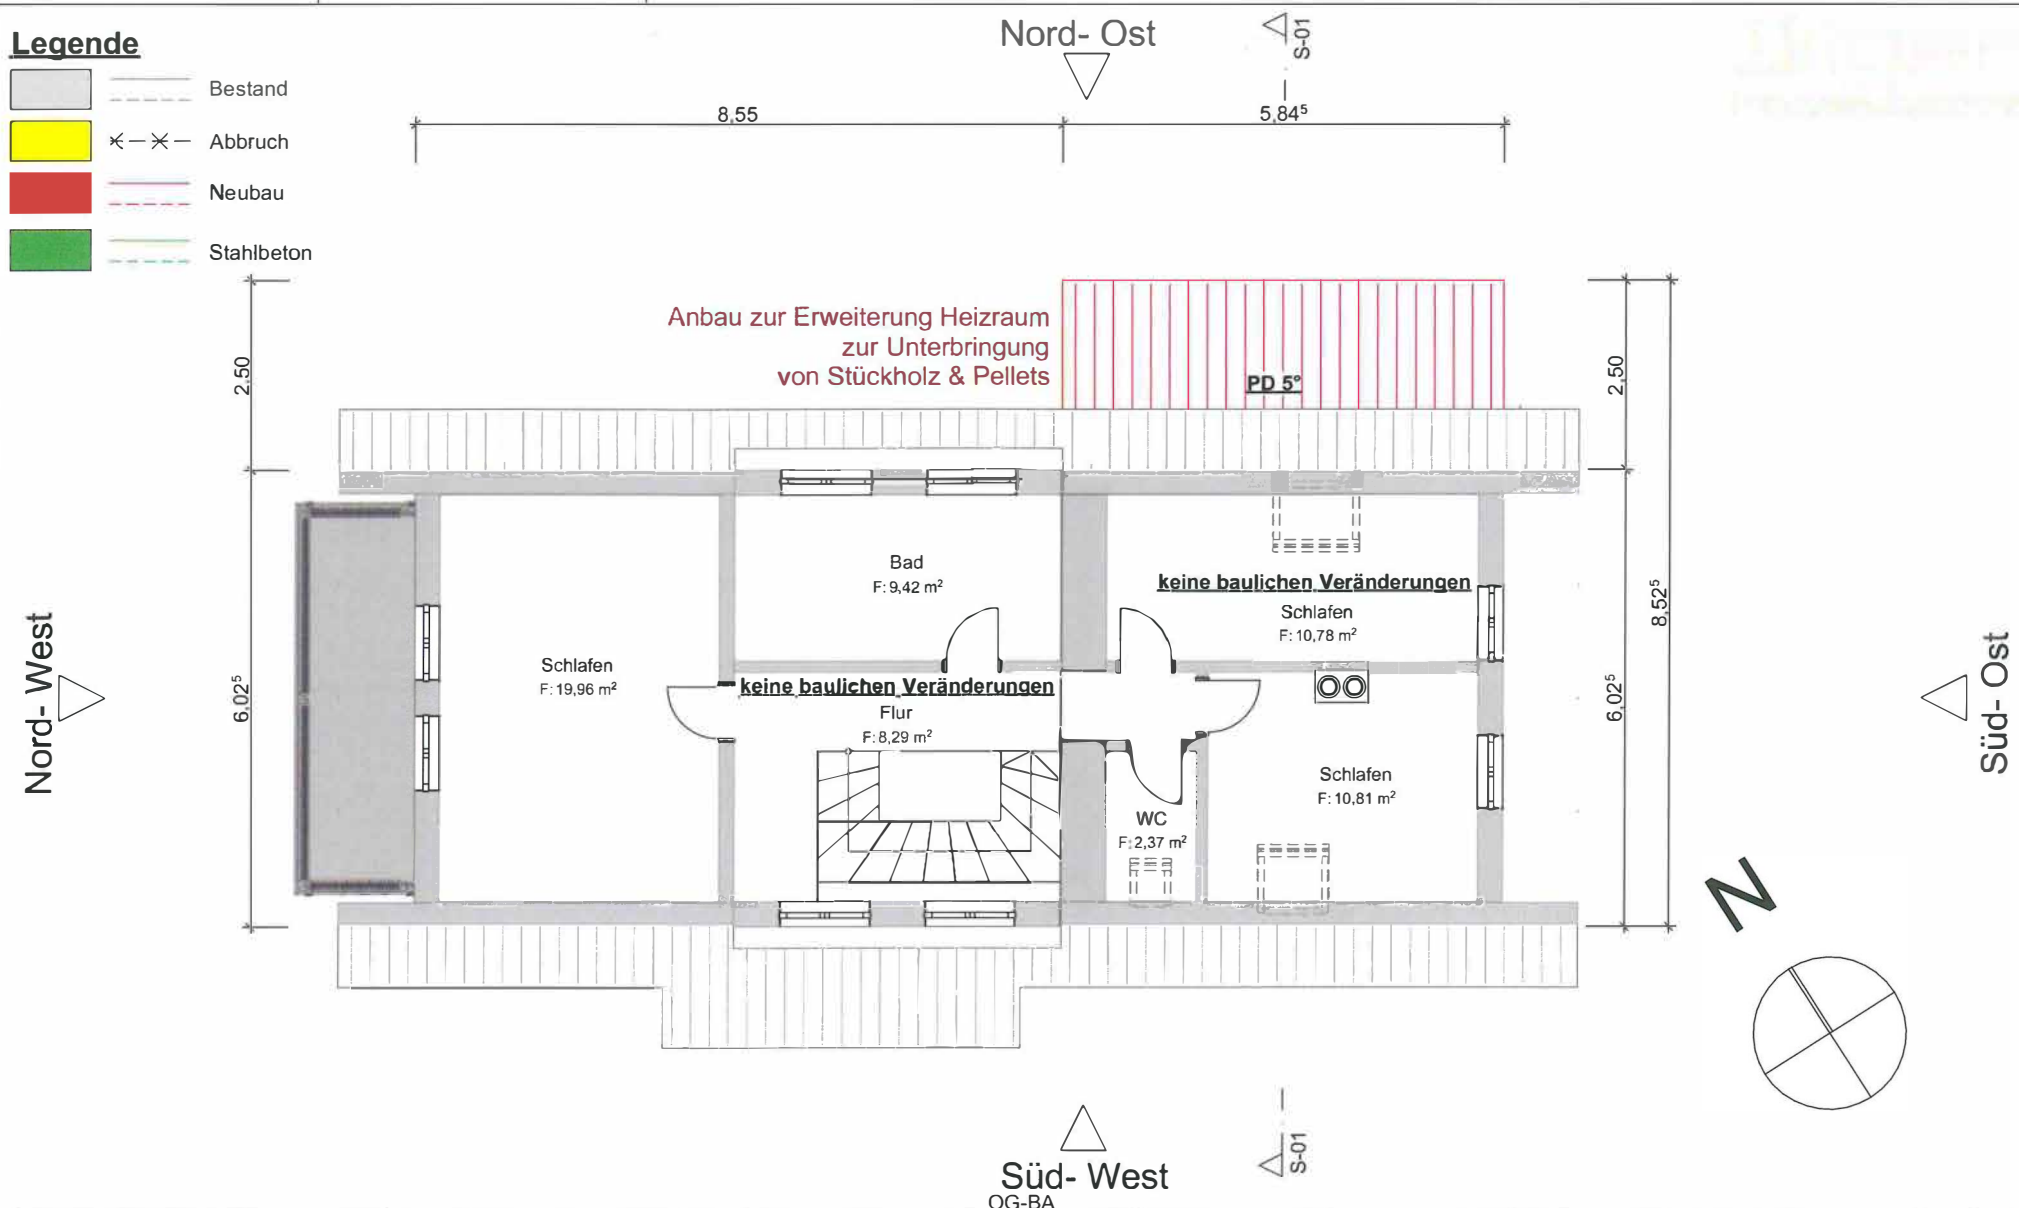 Nord- Ost
S-01
Legende
Bestand
Abbruch
Neubau
Stahlbeton
8,55
5,84⁵
Anbau zur Erweiterung Heizraum
zur Unterbringung
von Stückholz & Pellets
PD 5°
2,50
2,50
6,02⁵
6,02⁵
8,52⁵
Nord- West
Süd- Ost
Bad
F: 9,42 m²
keine baulichen Veränderungen
Schlafen
F: 10,78 m²
Schlafen
F: 19,96 m²
keine baulichen Veränderungen
Flur
F: 8,29 m²
Schlafen
F: 10,81 m²
WC
F: 2,37 m²
N
S-01
Süd- West
OG-BA